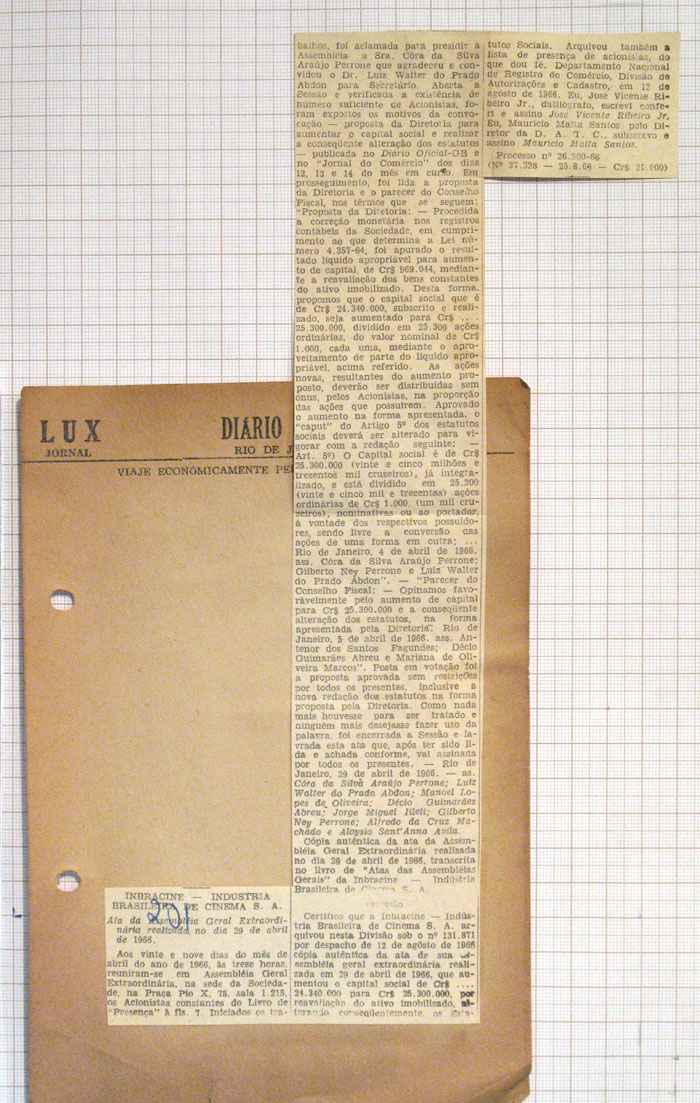 LUX
JORNAL
DIÁRIO
RIO DE J
VIAJE ECONÔMICAMENTE PE
INBRACINE — INDÚSTRIA
BRASILEIRA DE CINEMA S. A.
Ata da Assembléia Geral Extraordi-
nária realizada no dia 29 de abril
de 1966.
Aos vinte e nove dias do mês de
abril do ano de 1966, às treze horas,
reuniram-se em Assembléia Geral
Extraordinária, na sede da Socieda-
de, na Praça Pio X, 78, sala 1.215,
os Acionistas constantes do Livro de
"Presença" à fls. 7. Iniciados os tra-
balhos, foi aclamada para presidir a
Assembléia a Sra. Córa da Silva
Araújo Perrone que agradeceu e con-
vidou o Dr. Luiz Walter do Prado
Abdon para Secretário. Aberta a
Sessão e verificada a existência de
número suficiente de Acionistas, fo-
ram expostos os motivos da convo-
cação — proposta da Diretoria para
aumentar o capital social e realizar
a conseqüente alteração dos estatutos
— publicada no Diário Oficial-GB e
no "Jornal do Comércio" dos dias
12, 13 e 14 do mês em curso. Em
prosseguimento, foi lida a proposta
da Diretoria e o parecer do Conselho
Fiscal, nos têrmos que se seguem:
"Proposta da Diretoria: — Procedida
a correção monetária nos registros
contábeis da Sociedade, em cumpri-
mento ao que determina a Lei nú-
mero 4.357-64, foi apurado o resul-
tado líquido apropriável para aumen-
to de capital, de Cr$ 969.044, median-
te a reavaliação dos bens constantes
do ativo imobilizado. Desta forma,
propomos que o capital social que é
de Cr$ 24.340.000, subscrito e reali-
zado, seja aumentado para Cr$ ....
25.300.000, dividido em 25.300 ações
ordinárias, do valor nominal de Cr$
1.000, cada uma, mediante o apro-
veitamento de parte do líquido apro-
priável, acima referido. As ações
novas, resultantes do aumento pro-
posto, deverão ser distribuídas sem
ônus, pelos Acionistas, na proporção
das ações que possuírem. Aprovado
o aumento na forma apresentada, o
"caput" do Artigo 5º dos estatutos
sociais deverá ser alterado para vi-
gorar com a redação seguinte: —
Art. 5º) O Capital social é de Cr$
25.300.000 (vinte e cinco milhões e
trezentos mil cruzeiros), já integra-
lizado, e está dividido em 25.300
(vinte e cinco mil e trezentas) ações
ordinárias de Cr$ 1.000, (um mil cru-
zeiros), nominativas ou ao portador,
à vontade dos respectivos possuido-
res, sendo livre a conversão das
ações de uma forma em outra; ...
Rio de Janeiro, 4 de abril de 1966.
ass. Córa da Silva Araújo Perrone;
Gilberto Ney Perrone e Luiz Walter
do Prado Abdon". — "Parecer do
Conselho Fiscal: — Opinamos favo-
ràvelmente pelo aumento de capital
para Cr$ 25.300.000 e a conseqüente
alteração dos estatutos, na forma
apresentada pela Diretoria. Rio de
Janeiro, 5 de abril de 1966. ass. An-
tenor dos Santos Fagundes; Décio
Guimarães Abreu e Mariana de Oli-
veira Marcos". Posta em votação foi
a proposta aprovada sem restrições
por todos os presentes, inclusive a
nova redação dos estatutos na forma
proposta pela Diretoria. Como nada
mais houvesse para ser tratado e
ninguém mais desejasse fazer uso da
palavra, foi encerrada a Sessão e la-
vrada esta ata que, após ter sido li-
da e achada conforme, vai assinada
por todos os presentes. — Rio de
Janeiro, 29 de abril de 1966. — as.
Córa da Silva Araújo Perrone; Luiz
Walter do Prado Abdon; Manoel Lo-
pes de Oliveira; Décio Guimarães
Abreu; Jorge Miguel Ilteli; Gilberto
Ney Perrone; Alfredo da Cruz Ma-
chado e Aloysio Sant'Anna Avila.
Cópia autêntica da ata da Assem-
bléia Geral Extraordinária realizada
no dia 29 de abril de 1966, transcrita
no livro de "Atas das Assembléias
Gerais" da Inbracine — Indústria
Brasileira de Cinema S. A.
Certifico que a Inbracine — Indús-
tria Brasileira de Cinema S. A. ar-
quivou nesta Divisão sob o nº 131.871
por despacho de 12 de agôsto de 1966
cópia autêntica da ata de sua as-
sembléia geral extraordinária reali-
zada em 29 de abril de 1966, que au-
mentou o capital social de Cr$ ....
24.340.000 para Cr$ 25.300.000, por
reavaliação do ativo imobilizado, al-
terando conseqüentemente, os Esta-
tutos Sociais. Arquivou também a
lista de presença de acionistas, do
que dou fé. Departamento Nacional
de Registro do Comércio, Divisão de
Autorizações e Cadastro, em 12 de
agôsto de 1966. Eu, José Vicente Ri-
beiro Jr., datilógrafo, escrevi confe-
ri e assino José Vicente Ribeiro Jr.
Eu, Mauricio Malta Santos pelo Di-
retor da D. A. T. C., subscrevo e
assino Mauricio Malta Santos.
Processo nº 26.200-66
(Nº 37.328 — 25.8.66 — Cr$ 21.000)